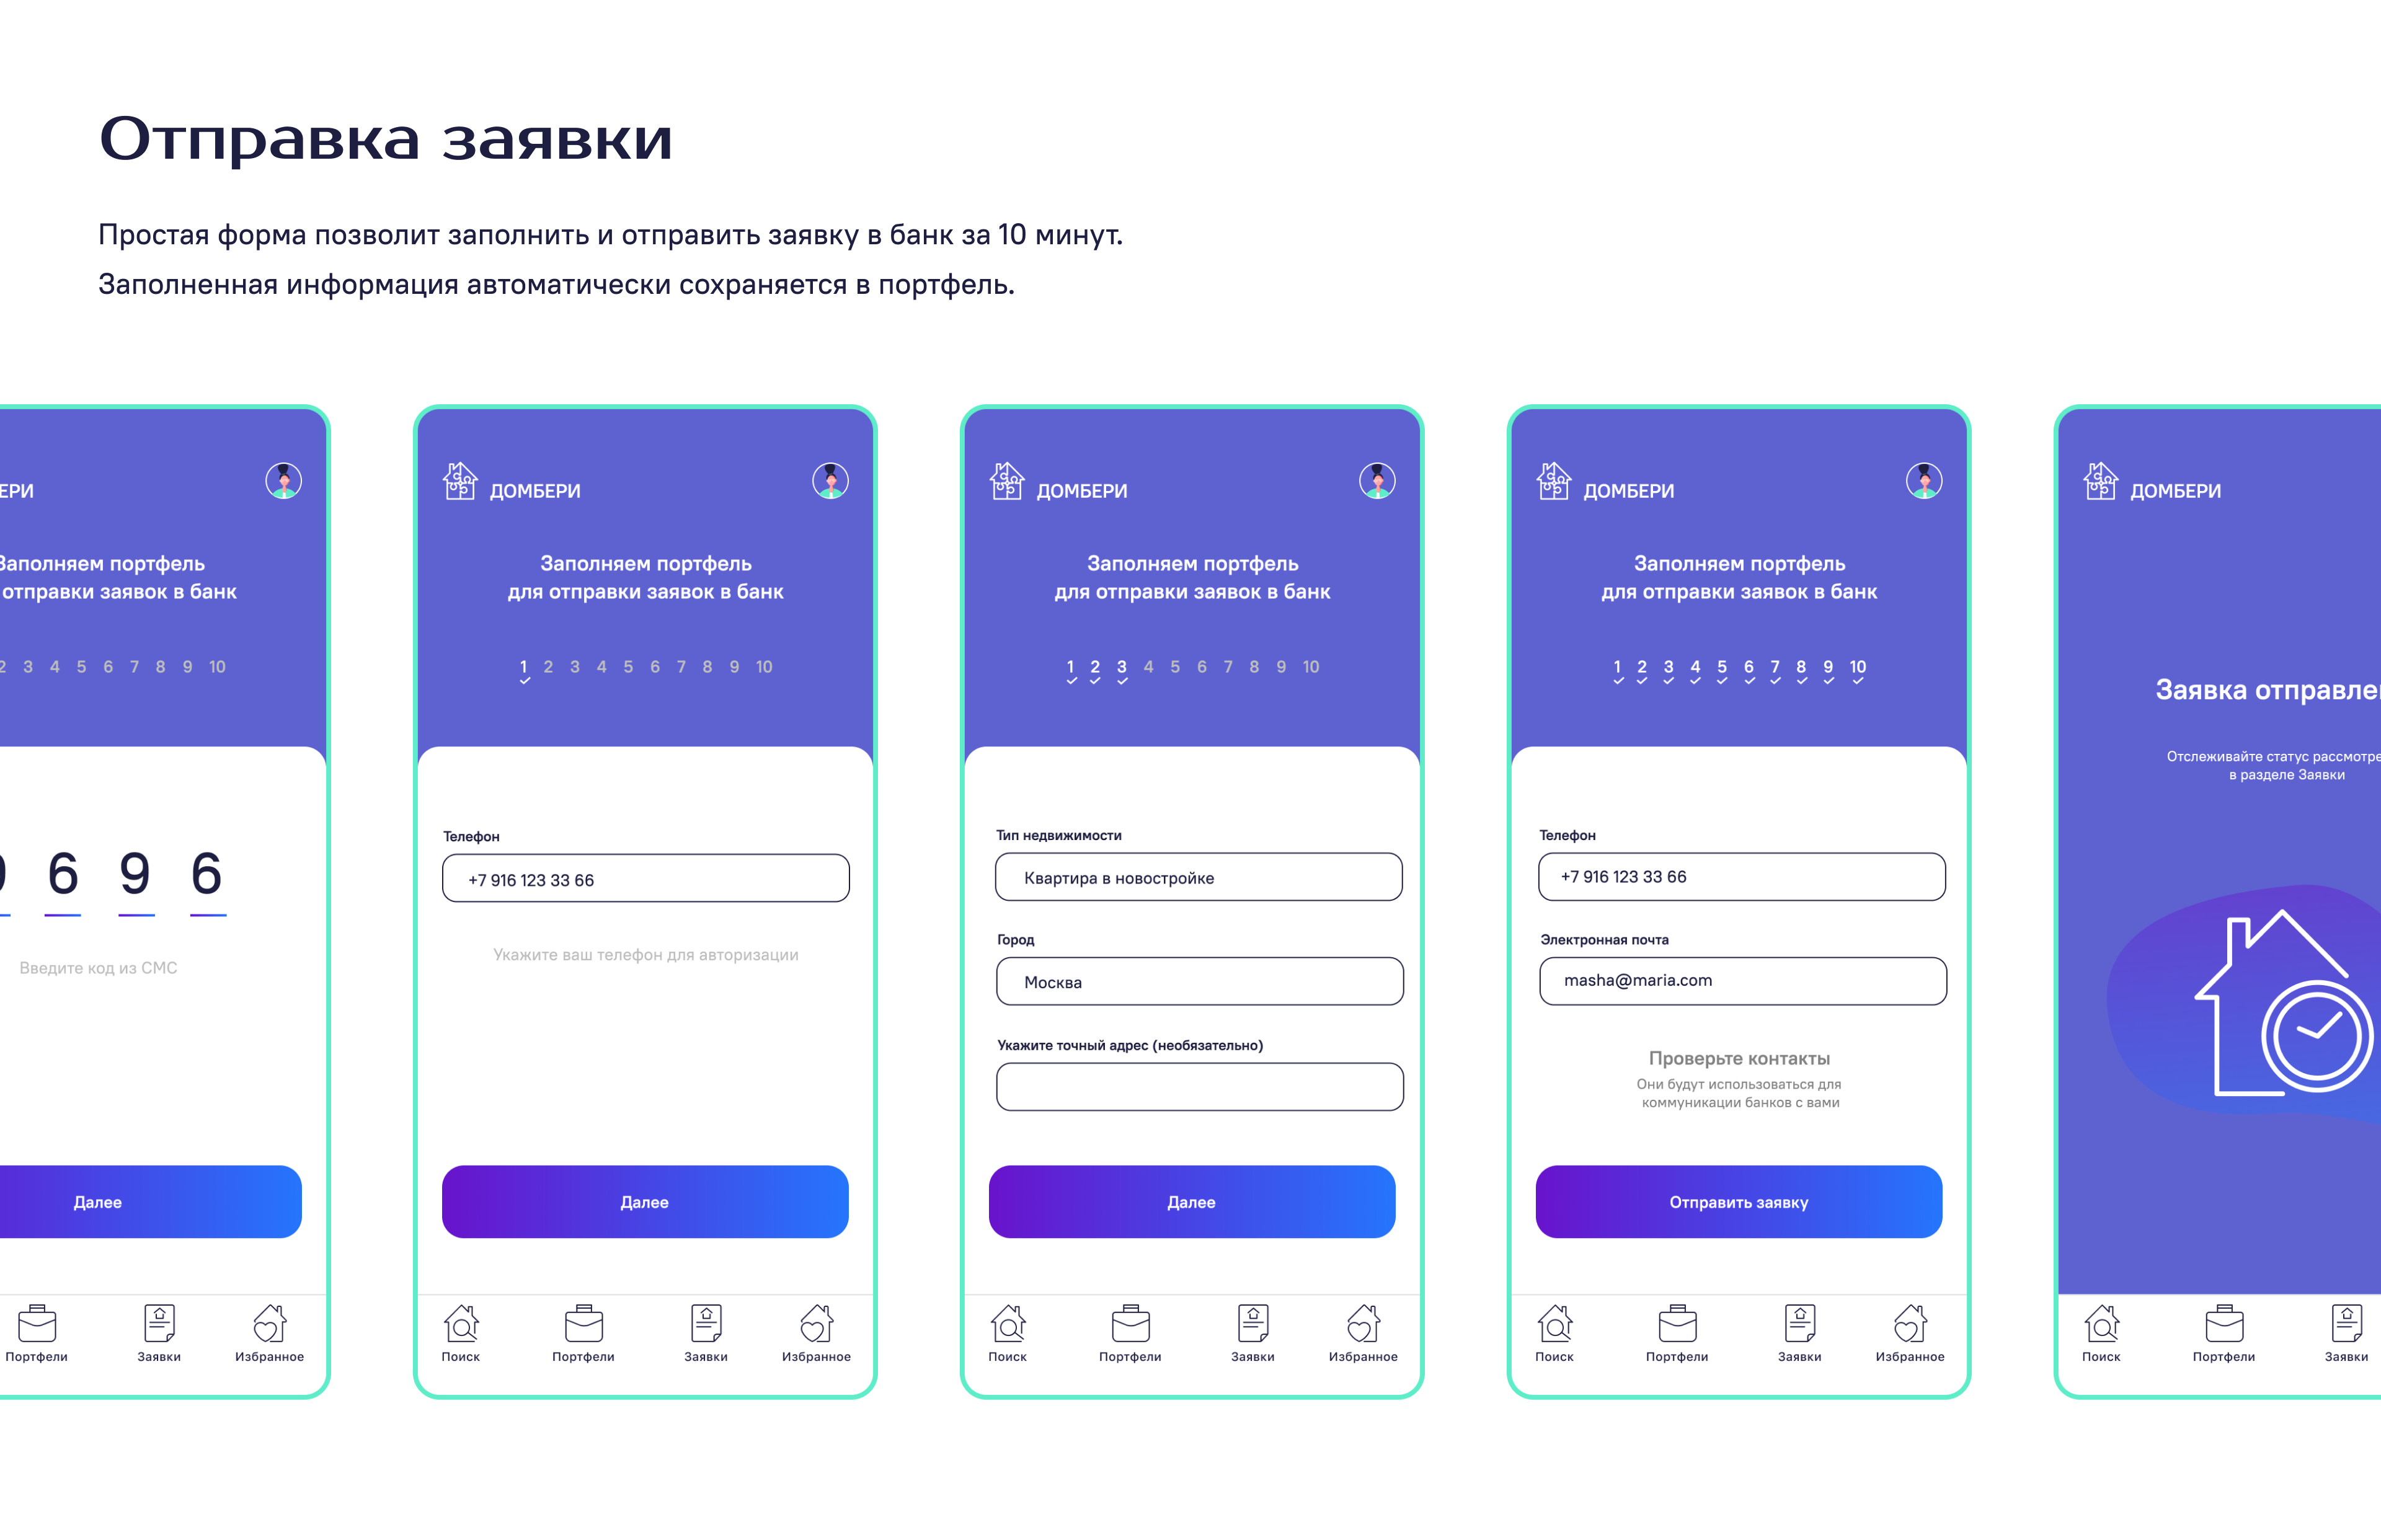 Отправка заявки
Простая форма позволит заполнить и отправить заявку в банк за 10 минут.
Заполненная информация автоматически сохраняется в портфель.
ЕРИ
Заполняем портфель
отправки заявок в банк
2 3 4 5 6 7 8 9 10
6 9 6
Введите код из СМС
Далее
Портфели Заявки Избранное
ДОМБЕРИ
Заполняем портфель
для отправки заявок в банк
1 2 3 4 5 6 7 8 9 10
Телефон
+7 916 123 33 66
Укажите ваш телефон для авторизации
Далее
Поиск Портфели Заявки Избранное
ДОМБЕРИ
Заполняем портфель
для отправки заявок в банк
1 2 3 4 5 6 7 8 9 10
Тип недвижимости
Квартира в новостройке
Город
Москва
Укажите точный адрес (необязательно)
Далее
Поиск Портфели Заявки Избранное
ДОМБЕРИ
Заполняем портфель
для отправки заявок в банк
1 2 3 4 5 6 7 8 9 10
Телефон
+7 916 123 33 66
Электронная почта
masha@maria.com
Проверьте контакты
Они будут использоваться для
коммуникации банков с вами
Отправить заявку
Поиск Портфели Заявки Избранное
ДОМБЕРИ
Заявка отправле
Отслеживайте статус рассмотре
в разделе Заявки
Поиск Портфели Заявки